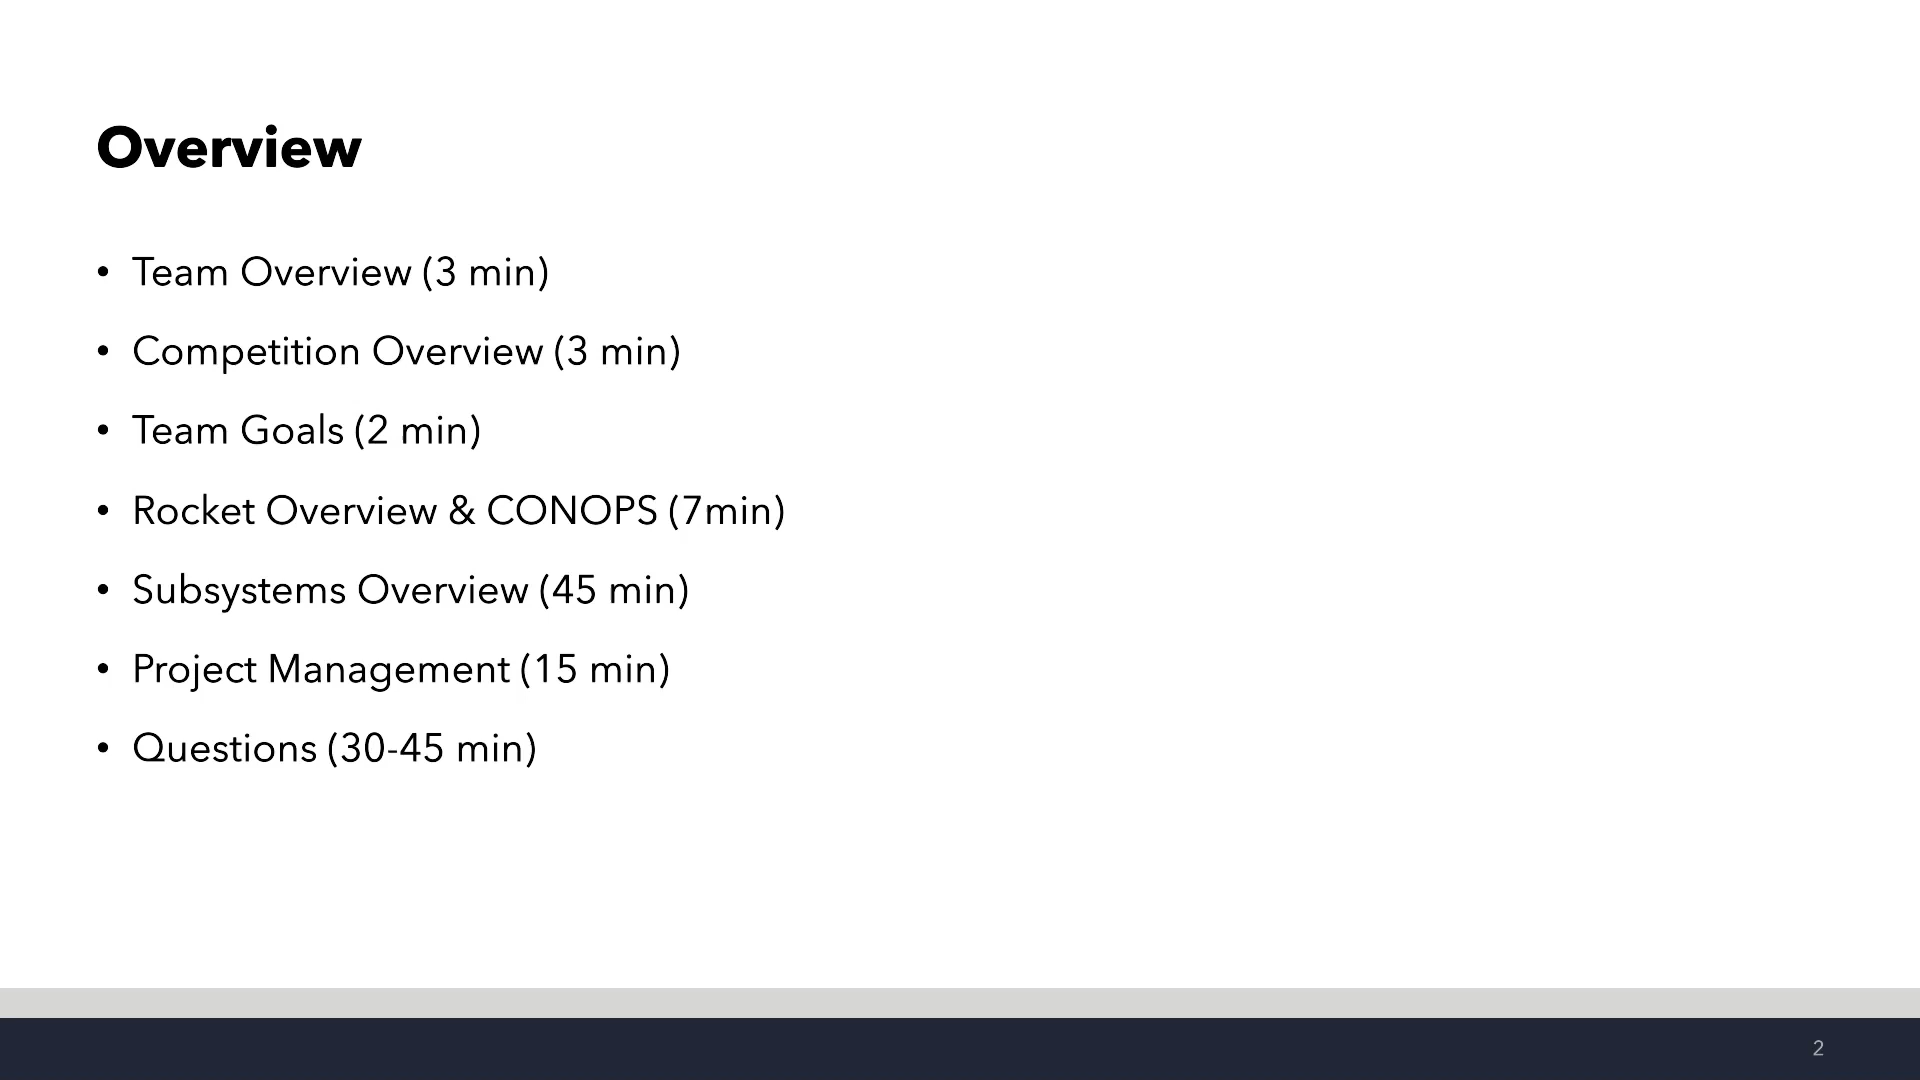 Overview
• Team Overview (3 min)
• Competition Overview (3 min)
• Team Goals (2 min)
• Rocket Overview & CONOPS (7min)
• Subsystems Overview (45 min)
• Project Management (15 min)
• Questions (30-45 min)
2